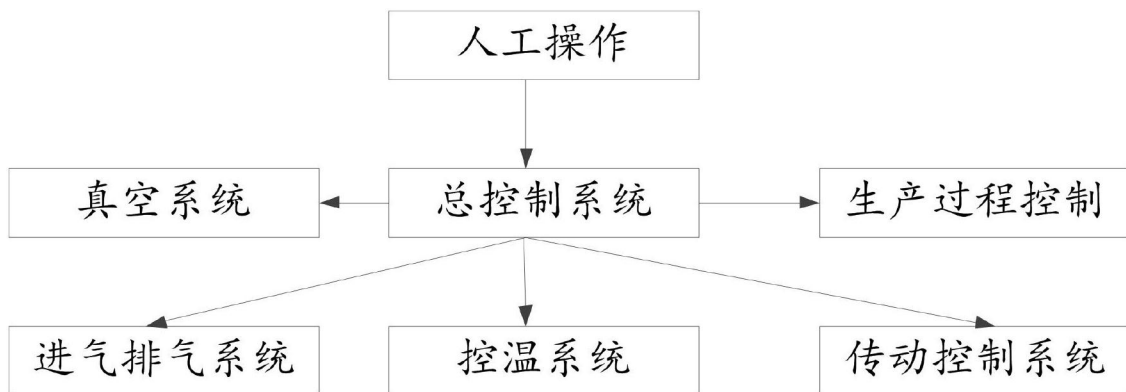 人工操作
真空系统
总控制系统
生产过程控制
进气排气系统
控温系统
传动控制系统